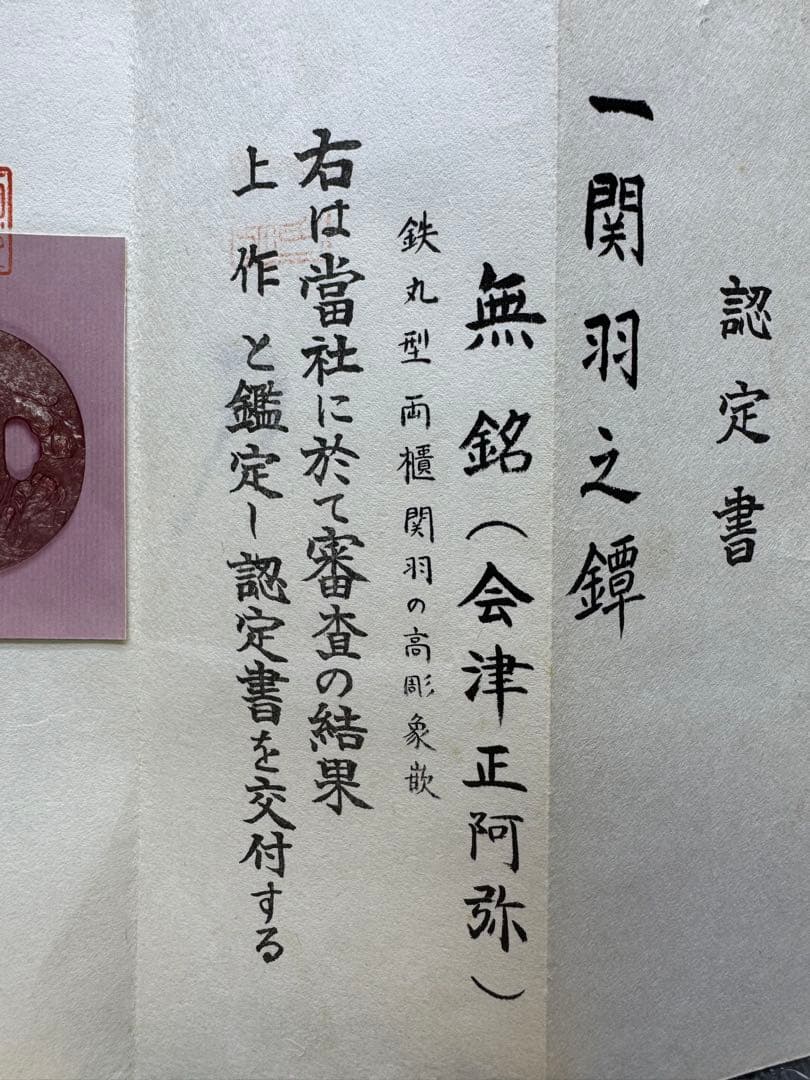 認定書
一関羽之鐔
無銘（会津正阿弥）
鉄丸型両櫃関羽の高彫象嵌
右は當社に於て審査の結果
上作と鑑定し認定書を交付する